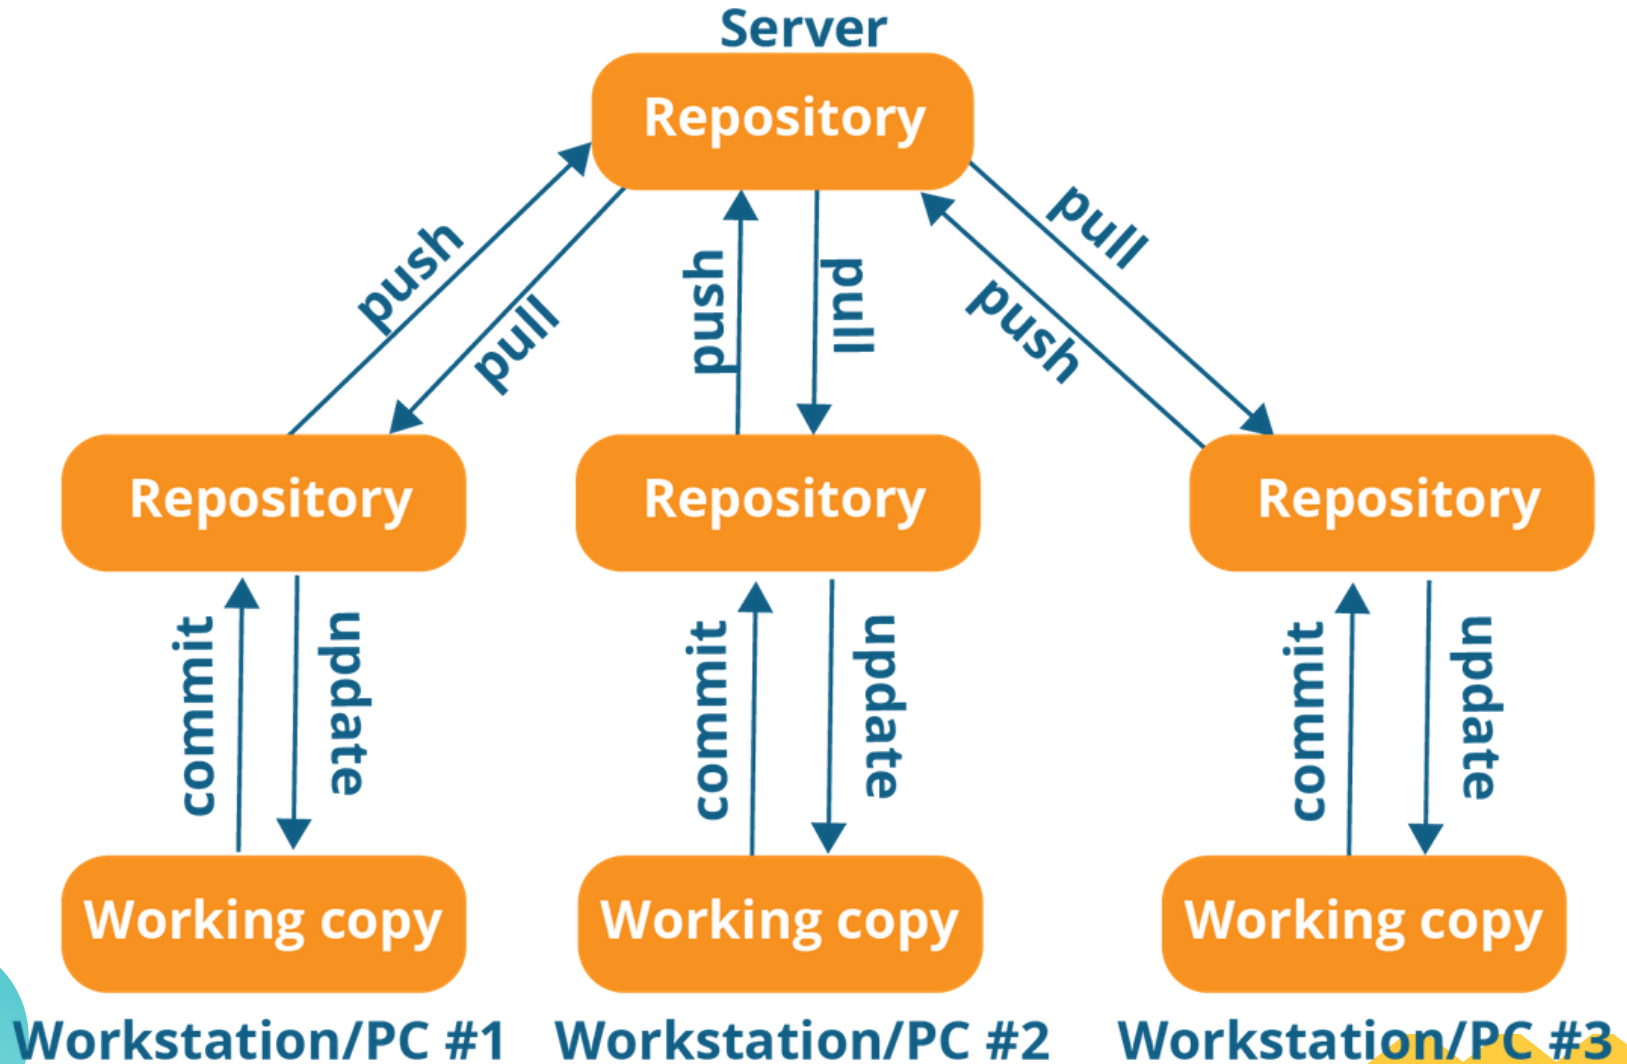 Server
Repository
push
pull
push
pull
pull
push
Repository
Repository
Repository
commit
update
commit
update
commit
update
Working copy
Working copy
Working copy
Workstation/PC #1
Workstation/PC #2
Workstation/PC #3